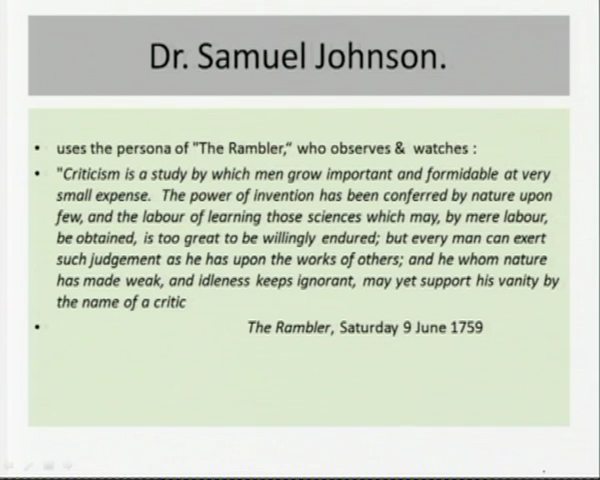 Dr. Samuel Johnson.
• uses the persona of "The Rambler,“ who observes & watches :
• "Criticism is a study by which men grow important and formidable at very
small expense. The power of invention has been conferred by nature upon
few, and the labour of learning those sciences which may, by mere labour,
be obtained, is too great to be willingly endured; but every man can exert
such judgement as he has upon the works of others; and he whom nature
has made weak, and idleness keeps ignorant, may yet support his vanity by
the name of a critic
• The Rambler, Saturday 9 June 1759